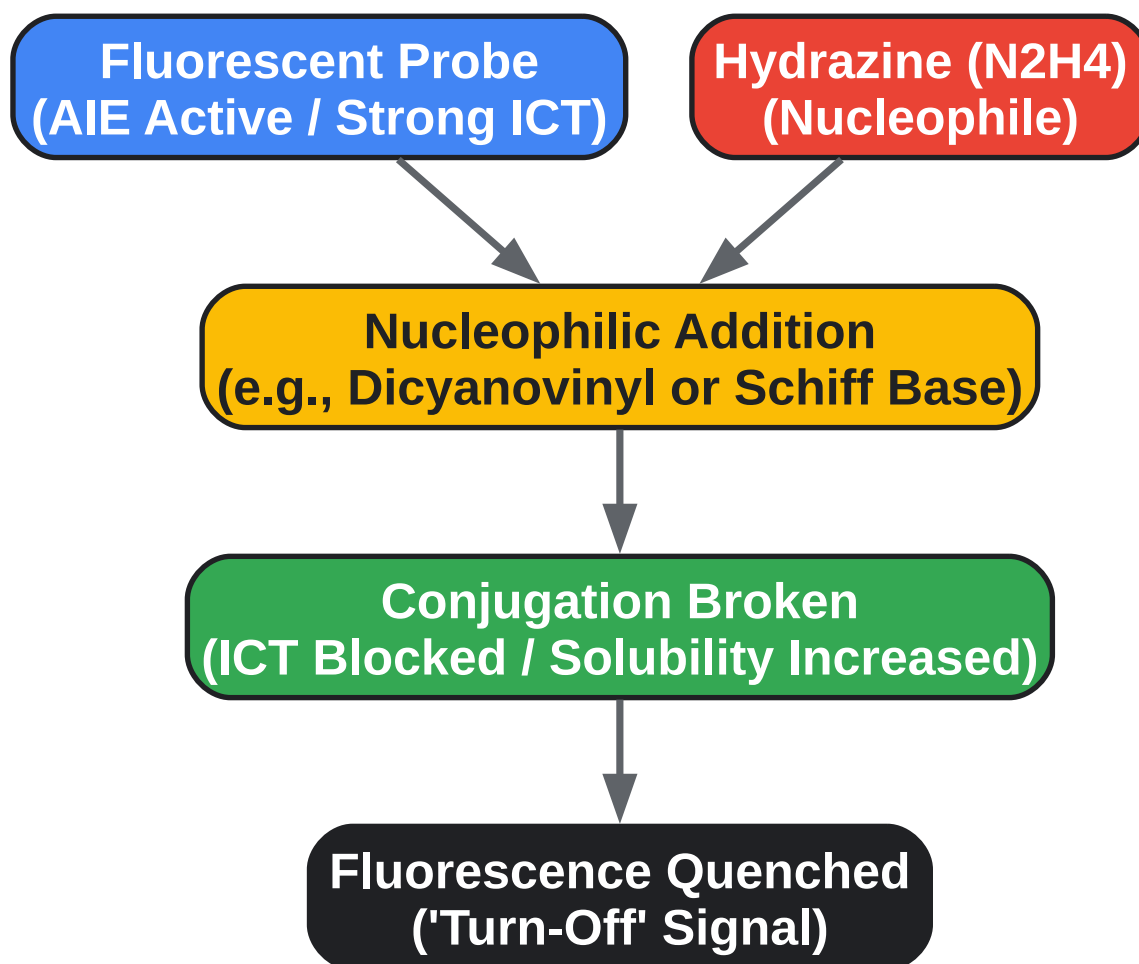 Fluorescent Probe
(AIE Active / Strong ICT)
Hydrazine (N2H4)
(Nucleophile)
Nucleophilic Addition
(e.g., Dicyanovinyl or Schiff Base)
Conjugation Broken
(ICT Blocked / Solubility Increased)
Fluorescence Quenched
('Turn-Off' Signal)